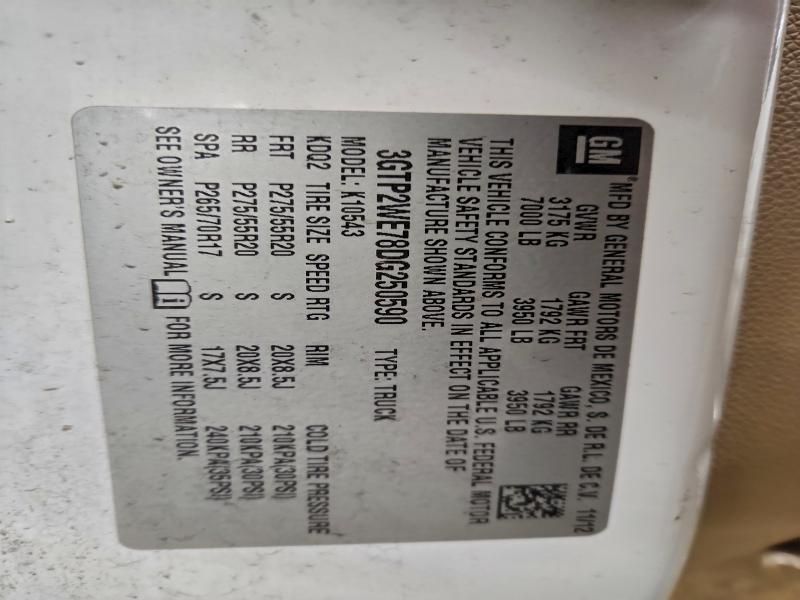 GM
®MFD BY GENERAL MOTORS DE MEXICO, S. DE R.L. DE C.V. 11/12
GVWR GAWR FRT GAWR RR
3175 KG 1792 KG 1792 KG
7000 LB 3950 LB 3950 LB
THIS VEHICLE CONFORMS TO ALL APPLICABLE U.S. FEDERAL MOTOR
VEHICLE SAFETY STANDARDS IN EFFECT ON THE DATE OF
MANUFACTURE SHOWN ABOVE.
3GTP2WE78DG250590 TYPE: TRUCK
MODEL: K10543
KDQ2 TIRE SIZE SPEED RTG RIM COLD TIRE PRESSURE
FRT P275/55R20 S 20X8.5J 210KPA(30PSI)
RR P275/55R20 S 20X8.5J 210KPA(30PSI)
SPA P265/70R17 S 17X7.5J 240KPA(35PSI)
SEE OWNER'S MANUAL i FOR MORE INFORMATION.